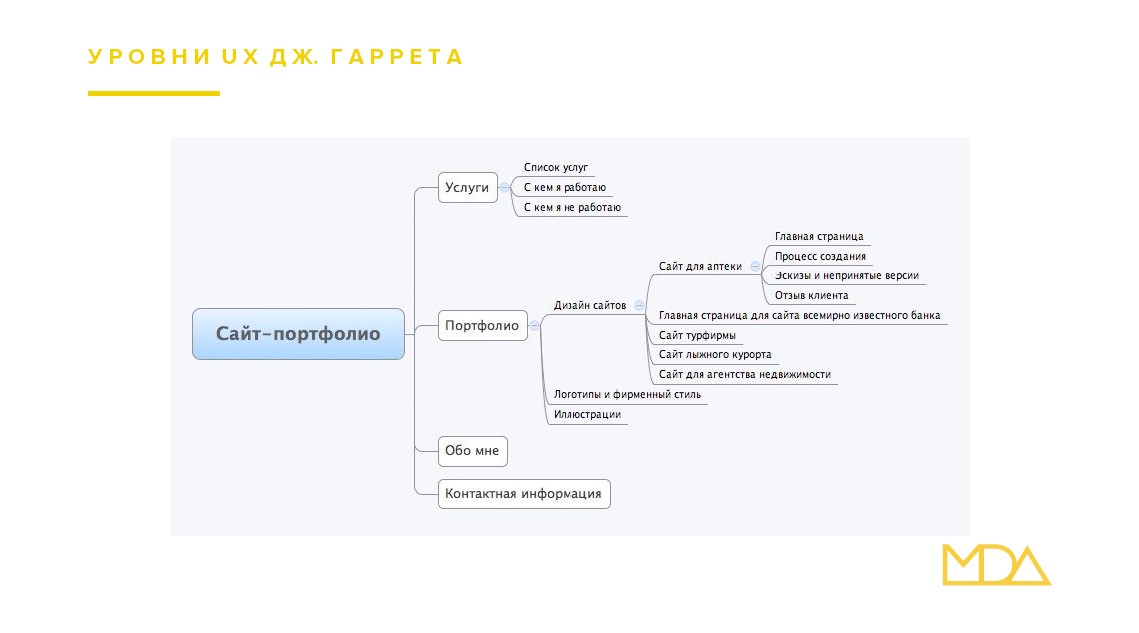 УРОВНИ UX ДЖ. ГАРРЕТА
Сайт-портфолио
Услуги
Список услуг
С кем я работаю
С кем я не работаю
Портфолио
Дизайн сайтов
Сайт для аптеки
Главная страница
Процесс создания
Эскизы и непринятые версии
Отзыв клиента
Главная страница для сайта всемирно известного банка
Сайт турфирмы
Сайт лыжного курорта
Сайт для агентства недвижимости
Логотипы и фирменный стиль
Иллюстрации
Обо мне
Контактная информация
MDA